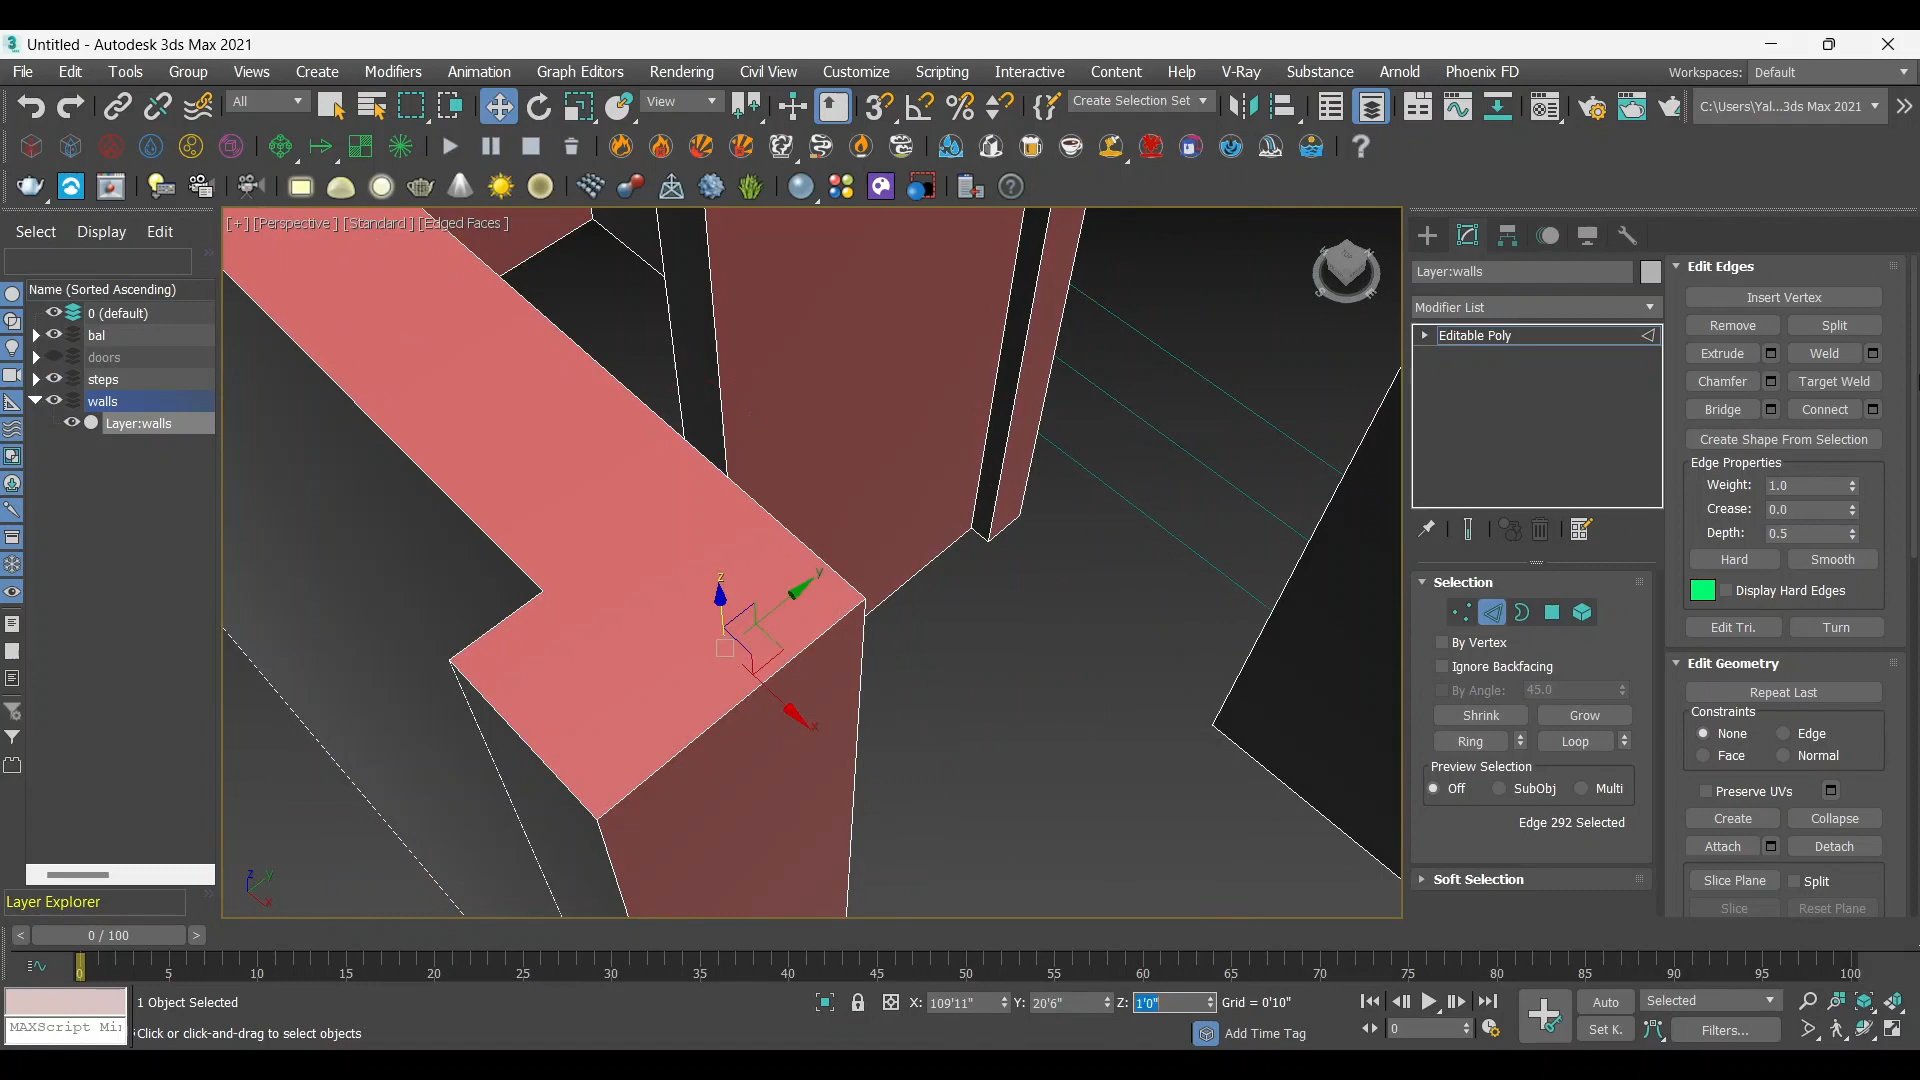 Untitled - Autodesk 3ds Max 2021
File Edit Tools Group Views Create Modifiers Animation Graph Editors Rendering Civil View Customize Scripting Interactive Content Help V-Ray Substance Arnold Phoenix FD Workspaces: Default
All View Create Selection Set C:\Users\Yal...3ds Max 2021
Select Display Edit
Name (Sorted Ascending)
0 (default)
bal
doors
steps
walls
Layer:walls
Layer Explorer
[+] [Perspective ] [Standard ] [Edged Faces ]
z
y
x
z
y
x
Layer:walls
Modifier List
Editable Poly
Selection
By Vertex
Ignore Backfacing
By Angle: 45.0
Shrink Grow
Ring Loop
Preview Selection
Off SubObj Multi
Edge 292 Selected
Soft Selection
Edit Edges
Insert Vertex
Remove Split
Extrude Weld
Chamfer Target Weld
Bridge Connect
Create Shape From Selection
Edge Properties
Weight: 1.0
Crease: 0.0
Depth: 0.5
Hard Smooth
Display Hard Edges
Edit Tri. Turn
Edit Geometry
Repeat Last
Constraints
None Edge
Face Normal
Preserve UVs
Create Collapse
Attach Detach
Slice Plane Split
Slice Reset Plane
< 0 / 100 >
0 5 10 15 20 25 30 35 40 45 50 55 60 65 70 75 80 85 90 95 100
1 Object Selected X: 109'11" Y: 20'6" Z: 1'0" Grid = 0'10" Auto Selected
MAXScript Mi
Click or click-and-drag to select objects Add Time Tag 0 Set K. Filters...